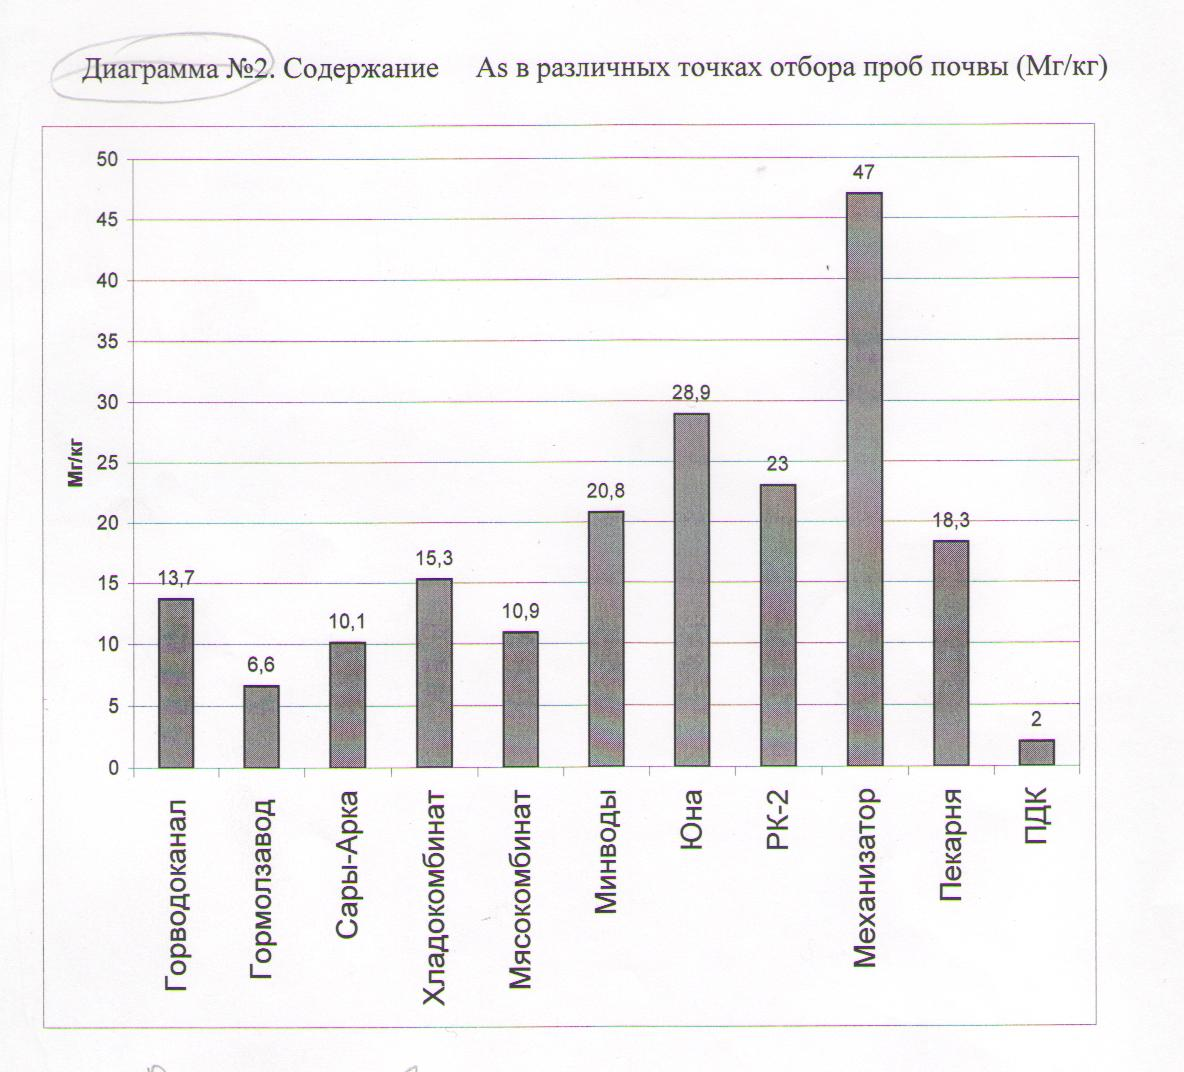 Диаграмма №2. Содержание As в различных точках отбора проб почвы (Мг/кг)
50
45
40
35
30
25
20
15
10
5
0
Мг/кг
13,7
6,6
10,1
15,3
10,9
20,8
28,9
23
47
18,3
2
Горводоканал
Гормолзавод
Сары-Арка
Хладокомбинат
Мясокомбинат
Минводы
Юна
РК-2
Механизатор
Пекарня
ПДК